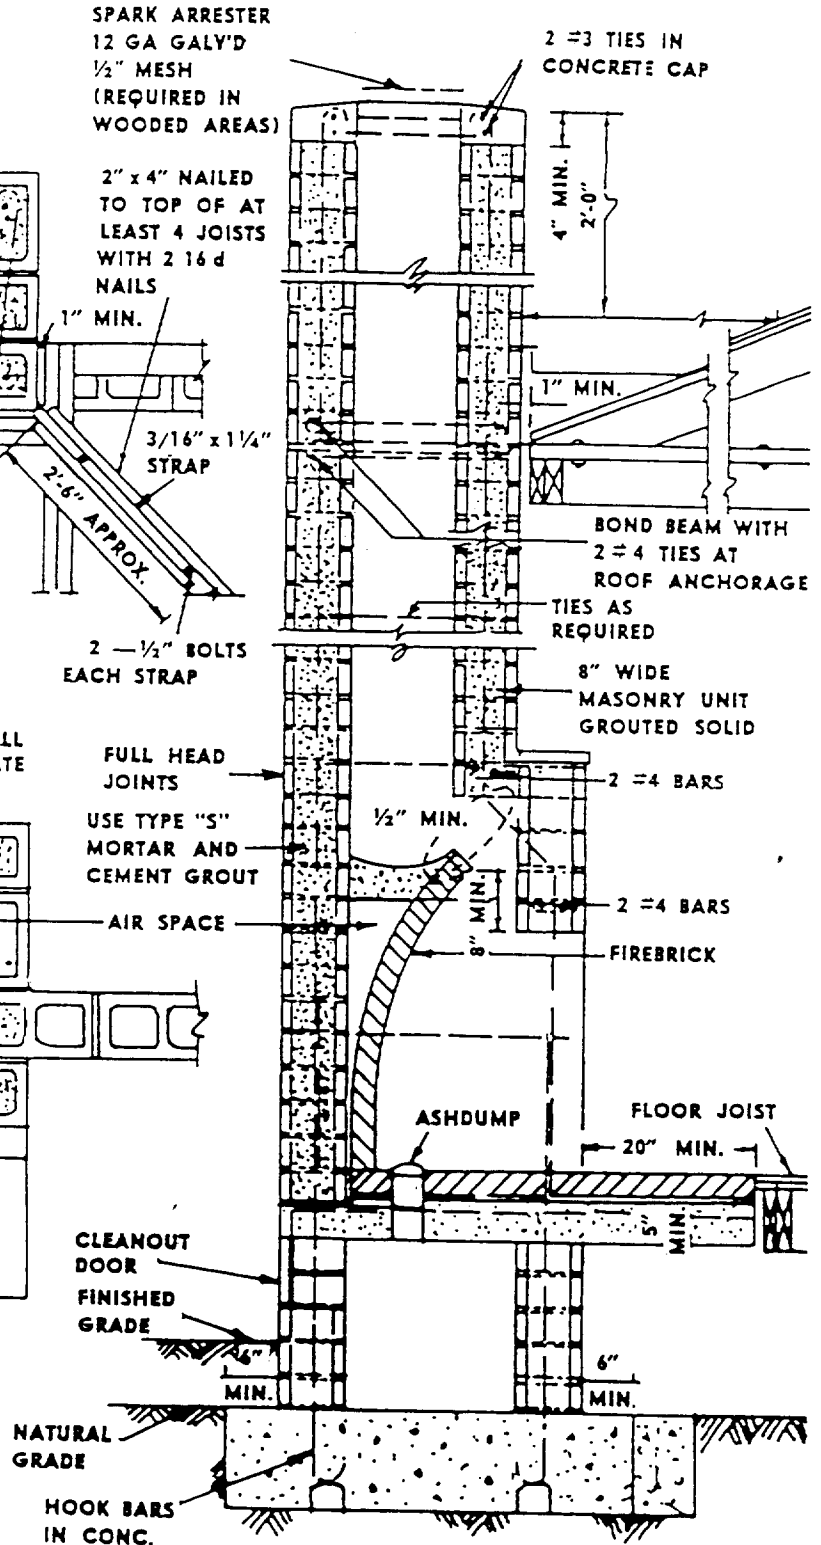 SPARK ARRESTER
12 GA GALY'D
½" MESH
(REQUIRED IN
WOODED AREAS)
2 #3 TIES IN
CONCRETE CAP
4" MIN.
2'-0"
2" x 4" NAILED
TO TOP OF AT
LEAST 4 JOISTS
WITH 2 16 d
NAILS
1" MIN.
1" MIN.
3/16" x 1¼"
STRAP
2'-6" APPROX.
BOND BEAM WITH
2 #4 TIES AT
ROOF ANCHORAGE
TIES AS
REQUIRED
2 — ½" BOLTS
EACH STRAP
8" WIDE
MASONRY UNIT
GROUTED SOLID
FULL HEAD
JOINTS
2 #4 BARS
½" MIN.
USE TYPE "S"
MORTAR AND
CEMENT GROUT
8" MIN.
2 #4 BARS
AIR SPACE
FIREBRICK
ASHDUMP
FLOOR JOIST
20" MIN.
5"
MIN.
CLEANOUT
DOOR
FINISHED
GRADE
6"
MIN.
6"
MIN.
NATURAL
GRADE
HOOK BARS
IN CONC.